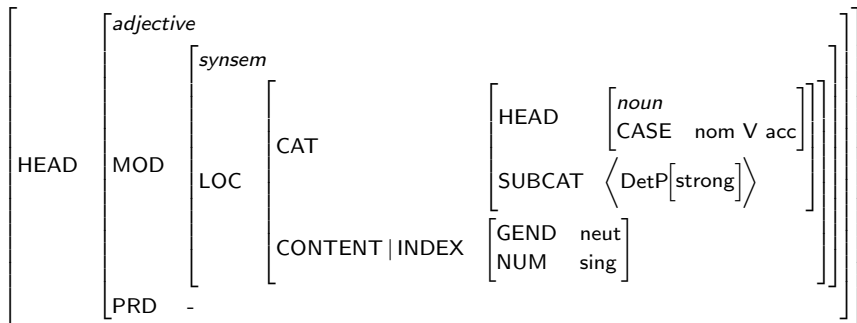 adjective
synsem
HEAD noun
CASE nom V acc
CAT
HEAD MOD LOC SUBCAT ⟨DetP[strong]⟩
CONTENT | INDEX GEND neut
NUM sing
PRD -